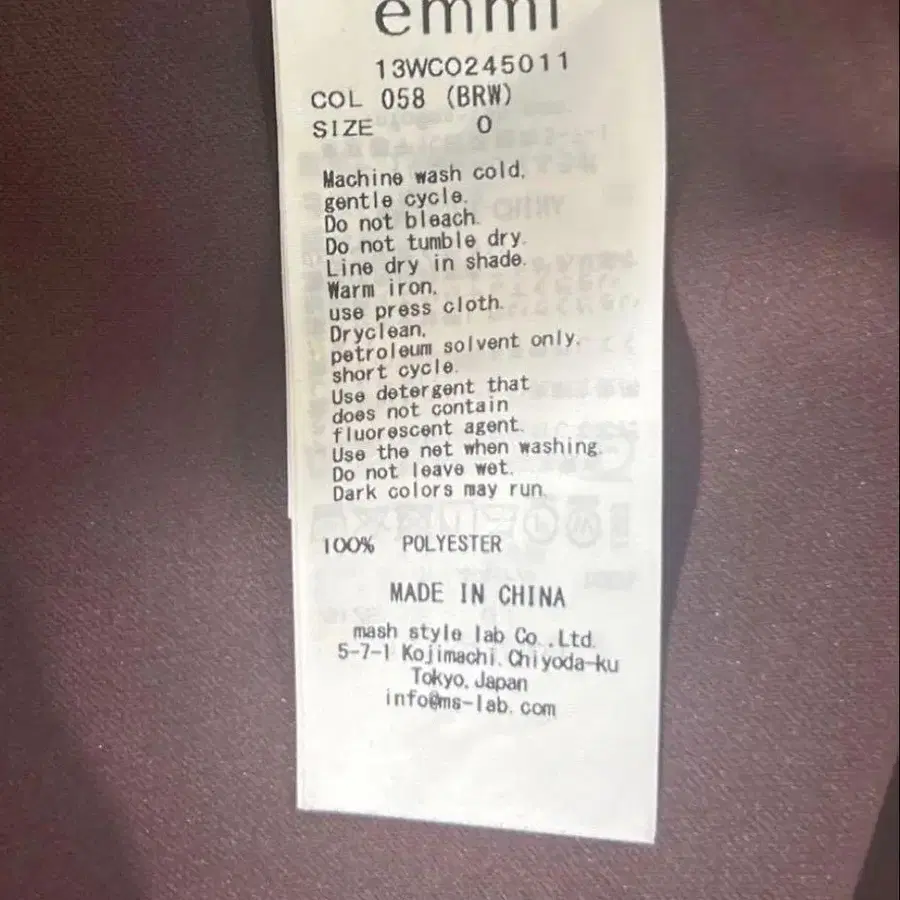 emmi
13WCO245011
COL 058 (BRW)
SIZE 0
Machine wash cold,
gentle cycle.
Do not bleach.
Do not tumble dry.
Line dry in shade.
Warm iron,
use press cloth.
Dryclean,
petroleum solvent only,
short cycle.
Use detergent that
does not contain
fluorescent agent.
Use the net when washing.
Do not leave wet.
Dark colors may run.
100% POLYESTER
MADE IN CHINA
mash style lab Co.,Ltd.
5-7-1 Kojimachi, Chiyoda-ku
Tokyo, Japan
info@ms-lab.com